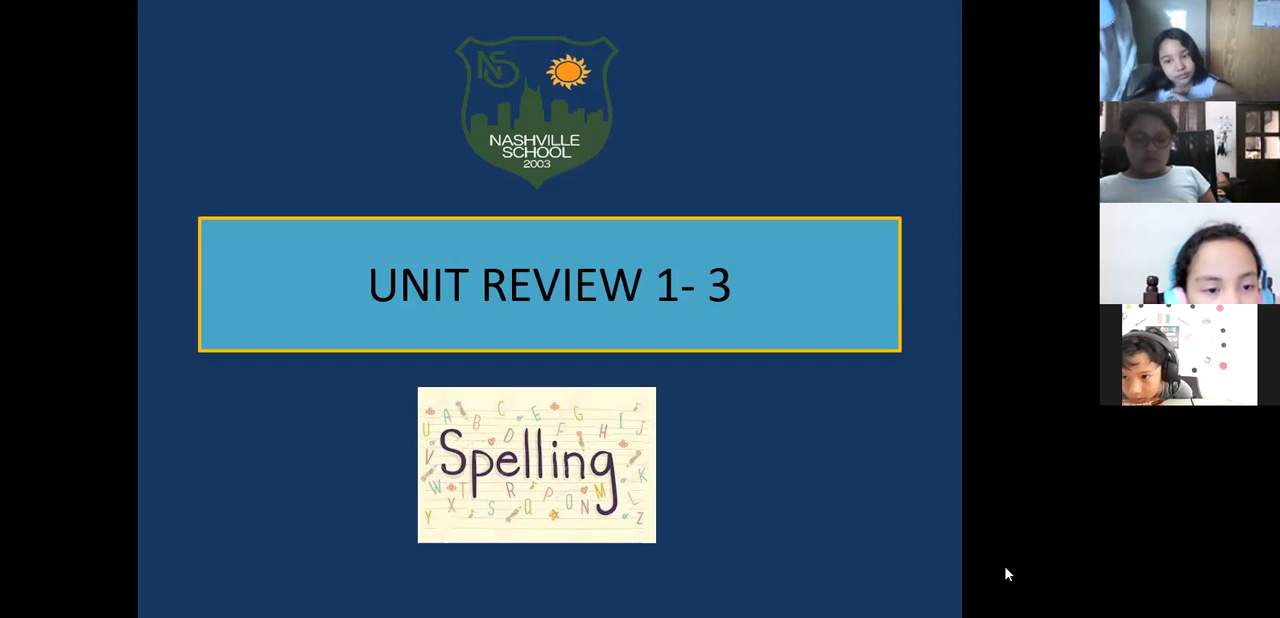 NS
NASHVILLE
SCHOOL
2003
UNIT REVIEW 1- 3
A C E G I J
U B D F H
Spelling
V K
W T R P O N M L
Y X S Q Z